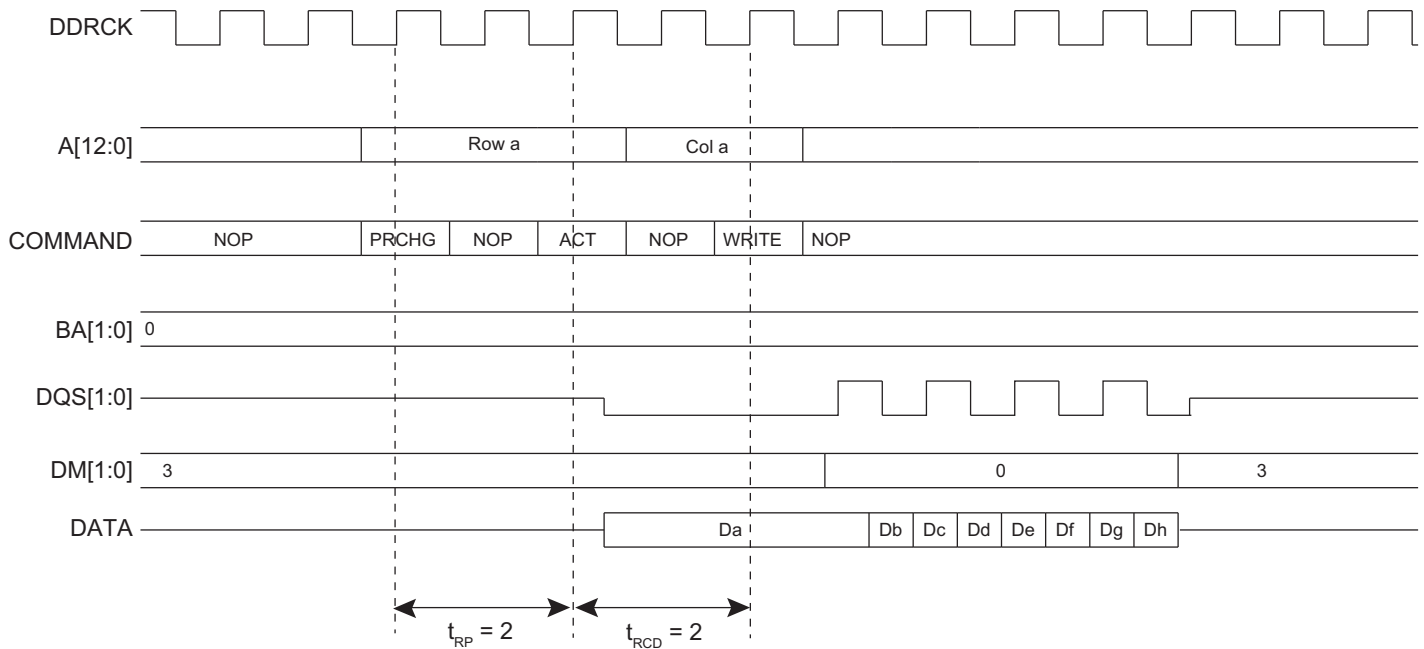 DDRCK
A[12:0] Row a Col a
COMMAND NOP PRCHG NOP ACT NOP WRITE NOP
BA[1:0] 0
DQS[1:0]
DM[1:0] 3 0 3
DATA Da Db Dc Dd De Df Dg Dh
tRP = 2 tRCD = 2